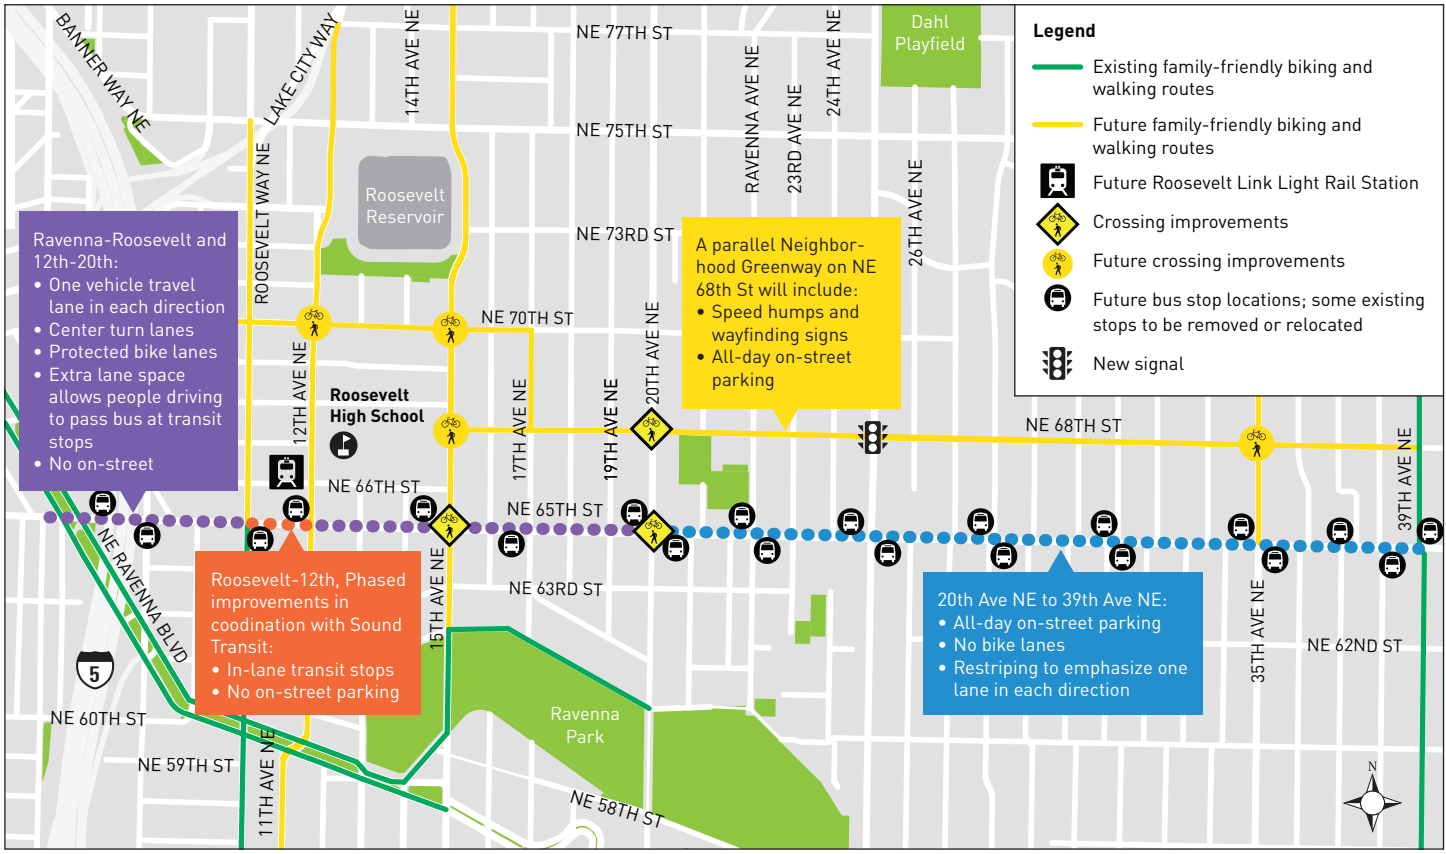 BANNER WAY NE
LAKE CITY WAY
14TH AVE NE
NE 77TH ST
RAVENNA AVE NE
23RD AVE NE
24TH AVE NE
Dahl
Playfield
NE 75TH ST
26TH AVE NE
ROOSEVELT WAY NE
Roosevelt
Reservoir
NE 73RD ST
Legend
Existing family-friendly biking and
walking routes
Future family-friendly biking and
walking routes
Future Roosevelt Link Light Rail Station
Crossing improvements
Future crossing improvements
Future bus stop locations; some existing
stops to be removed or relocated
New signal
Ravenna-Roosevelt and
12th-20th:
• One vehicle travel
lane in each direction
• Center turn lanes
• Protected bike lanes
• Extra lane space
allows people driving
to pass bus at transit
stops
• No on-street
A parallel Neighbor-
hood Greenway on NE
68th St will include:
• Speed humps and
wayfinding signs
• All-day on-street
parking
NE 70TH ST
12TH AVE NE
Roosevelt
High School
17TH AVE NE
19TH AVE NE
20TH AVE NE
NE 68TH ST
39TH AVE NE
NE 66TH ST
NE 65TH ST
NE RAVENNA BLVD
Roosevelt-12th, Phased
improvements in
coodination with Sound
Transit:
• In-lane transit stops
• No on-street parking
15TH AVE NE
NE 63RD ST
20th Ave NE to 39th Ave NE:
• All-day on-street parking
• No bike lanes
• Restriping to emphasize one
lane in each direction
35TH AVE NE
NE 62ND ST
5
NE 60TH ST
Ravenna
Park
NE 59TH ST
11TH AVE NE
NE 58TH ST
N